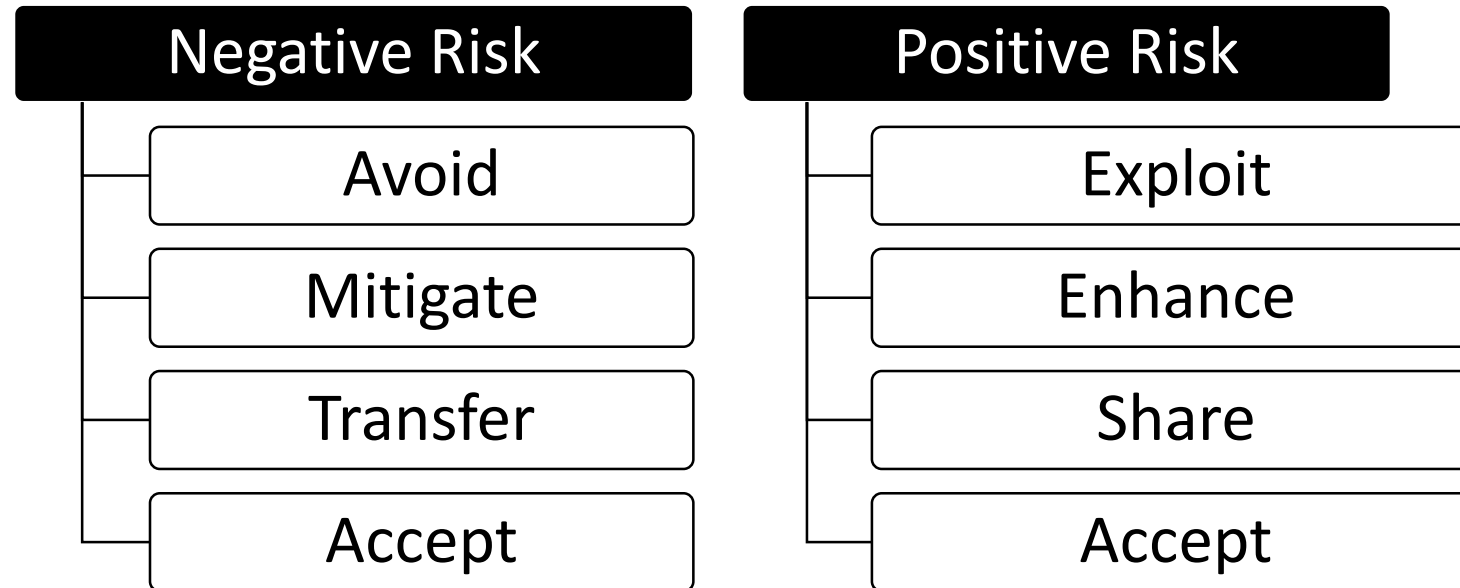 Negative Risk
Avoid
Mitigate
Transfer
Accept
Positive Risk
Exploit
Enhance
Share
Accept